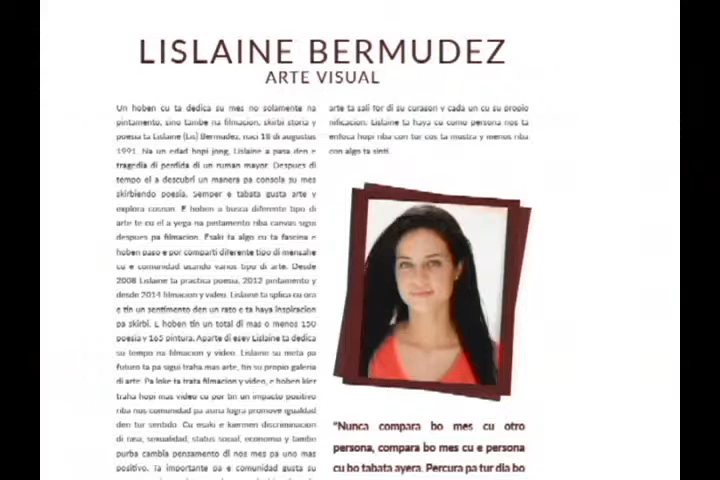 LISLAINE BERMUDEZ
ARTE VISUAL
Un hoben cu ta dedica su mes no solamente na
pintamento, sino tambe na filmacion, skirbi storia y
poesia ta Lislaine (Lis) Bermudez, naci 18 di augustus
1991. Na un edad hopi jong, Lislaine a pasa den e
tragedia di perdida di un ruman mayor. Despues di
tempo el a descubri un manera pa consola su mes
skirbiendo poesia. Semper e tabata gusta arte y
explora cosnan. E hoben a busca diferente tipo di
arte te cu el a yega na pintamento riba canvas sigui
despues pa filmacion. Esaki ta algo cu ta fascina e
hoben paso e por comparti diferente tipo di mensahe
cu e comunidad usando varios tipo di arte. Desde
2008 Lislaine ta practica poesia, 2012 pintamento y
desde 2014 filmacion y video. Lislaine ta splica cu ora
e tin un sentimento den un rato e ta haya inspiracion
pa skirbi. E hoben tin un total di mas o menos 150
poesia y 165 pintura. Aparte di esey Lislaine ta dedica
su tempo na filmacion y video. Lislaine su meta pa
futuro ta pa sigui traha mas arte, tin su propio galeria
di arte. Pa loke ta trata filmacion y video, e hoben kier
traha hopi mas video cu por tin un impacto positivo
riba nos comunidad pa asina logra promove igualdad
den tur sentido. Cu esaki e kiermen discriminacion
di rasa, sexualidad, status sosial, economia y tambe
purba cambia pensamento di nos mes pa uno mas
positivo. Ta importante pa e comunidad gusta su
arte ta sali for di su curason y cada un cu su propio
nificacion. Lislaine ta haya cu como persona nos ta
enfoca hopi riba con tur cos ta mustra y menos riba
con algo ta sinti.
"Nunca compara bo mes cu otro
persona, compara bo mes cu e persona
cu bo tabata ayera. Percura pa tur dia bo